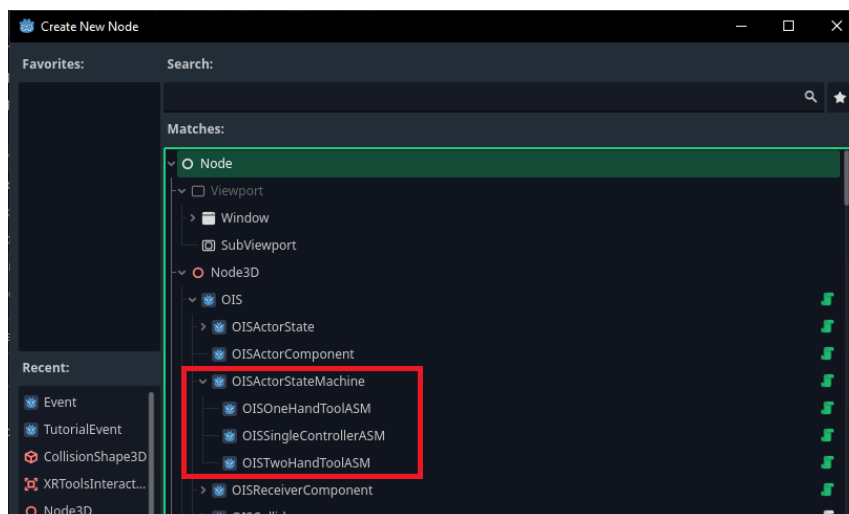 Create New Node
Favorites:
Search:
Matches:
Node
Viewport
Window
SubViewport
Node3D
OIS
OISActorState
OISActorComponent
OISActorStateMachine
OISOneHandToolASM
OISSingleControllerASM
OISTwoHandToolASM
OISReceiverComponent
Recent:
Event
TutorialEvent
CollisionShape3D
XRToolsInteract...
Node3D